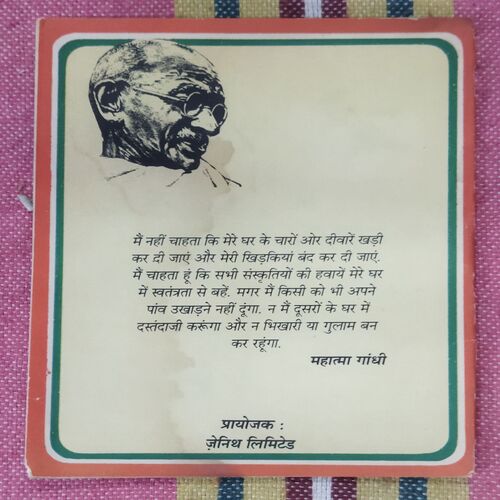 मैं नहीं चाहता कि मेरे घर के चारों ओर दीवारें खड़ी
कर दी जाएं और मेरी खिड़कियां बंद कर दी जाएं.
मैं चाहता हूं कि सभी संस्कृतियों की हवायें मेरे घर
में स्वतंत्रता से बहें. मगर मैं किसी को भी अपने
पांव उखाड़ने नहीं दूंगा. न मैं दूसरों के घर में
दस्तंदाजी करूंगा और न भिखारी या गुलाम बन
कर रहूंगा.
महात्मा गांधी
प्रायोजक :
ज़ेनिथ लिमिटेड